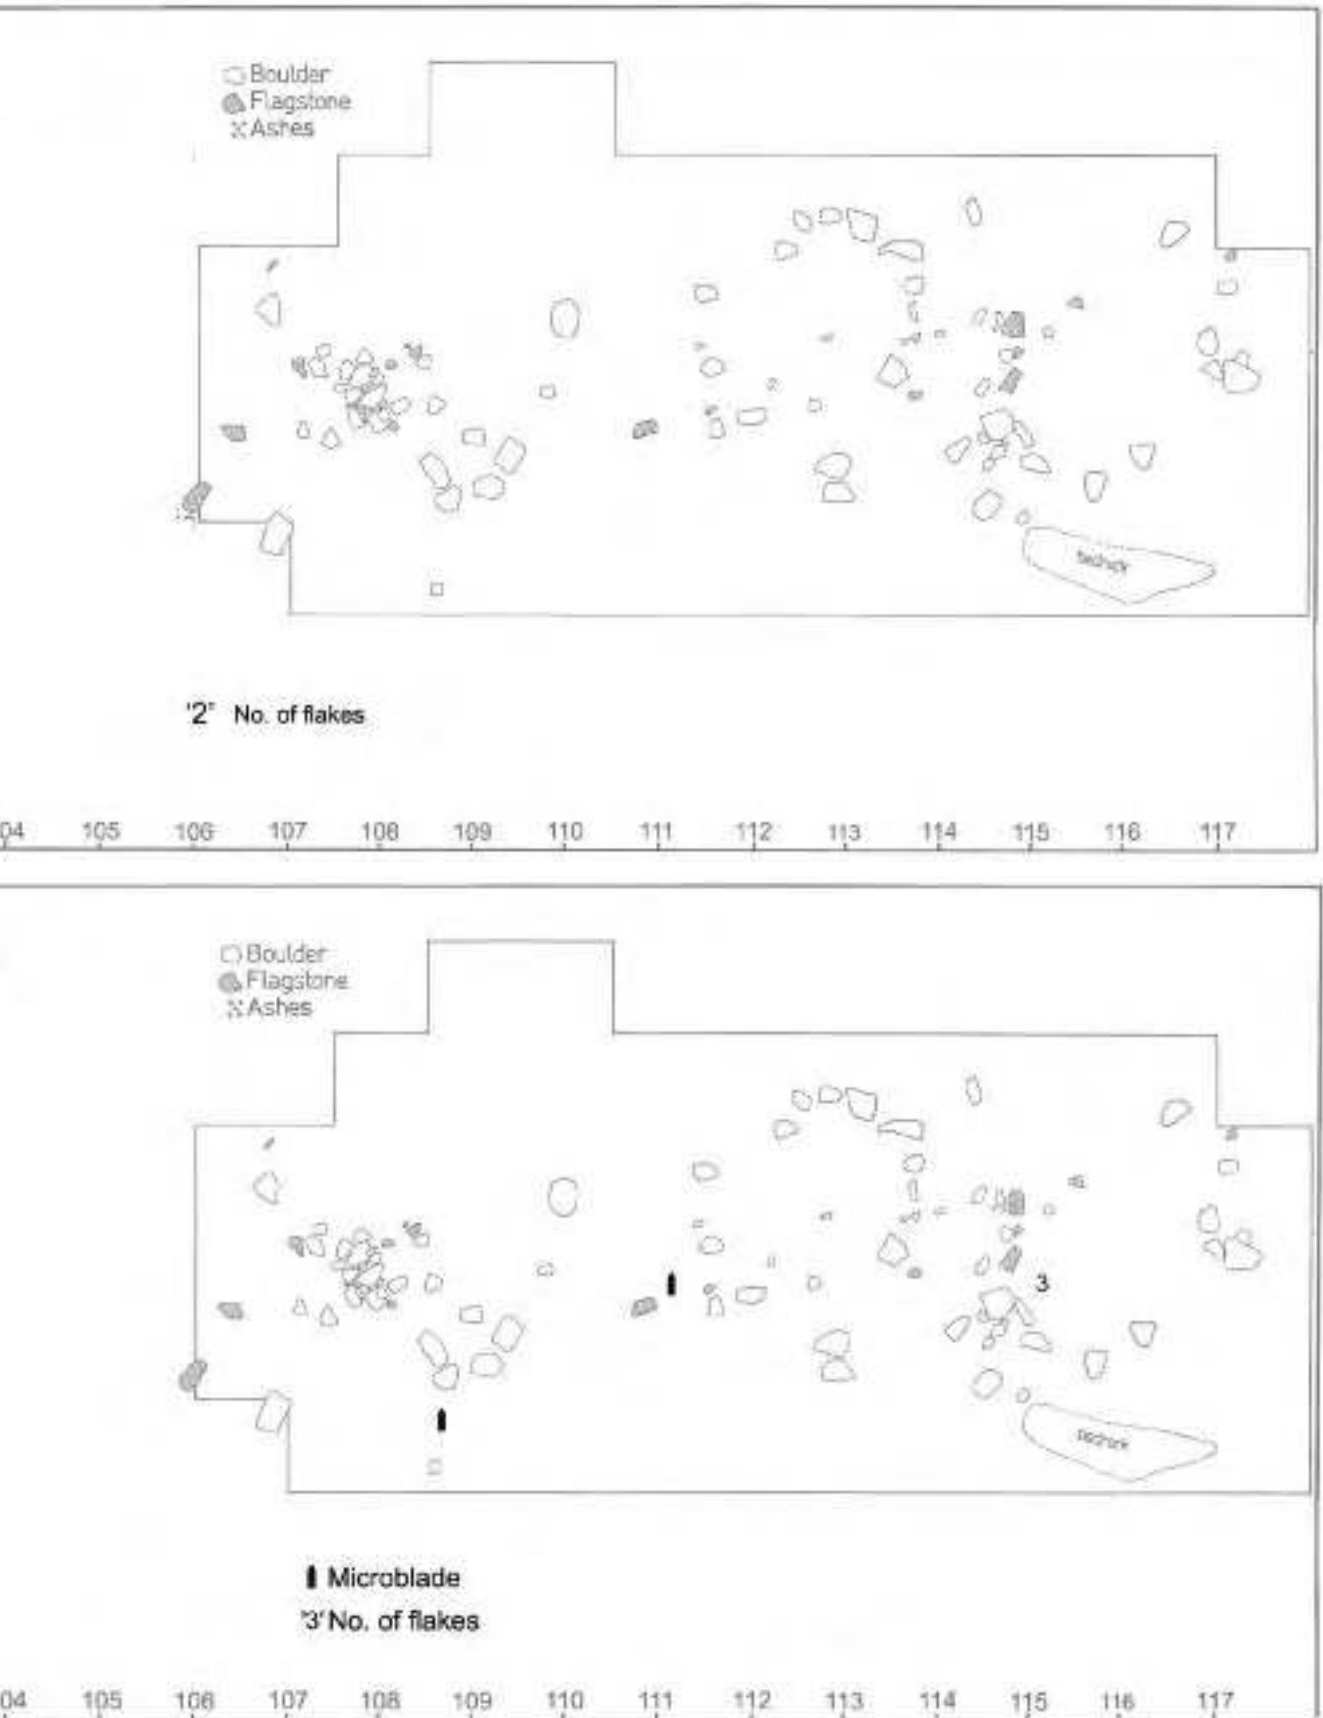 Boulder
Flagstone
Ashes
bedrock
'2' No. of flakes
04 105 106 107 108 109 110 111 112 113 114 115 116 117
Boulder
Flagstone
Ashes
3
bedrock
Microblade
'3' No. of flakes
04 105 106 107 108 109 110 111 112 113 114 115 116 117